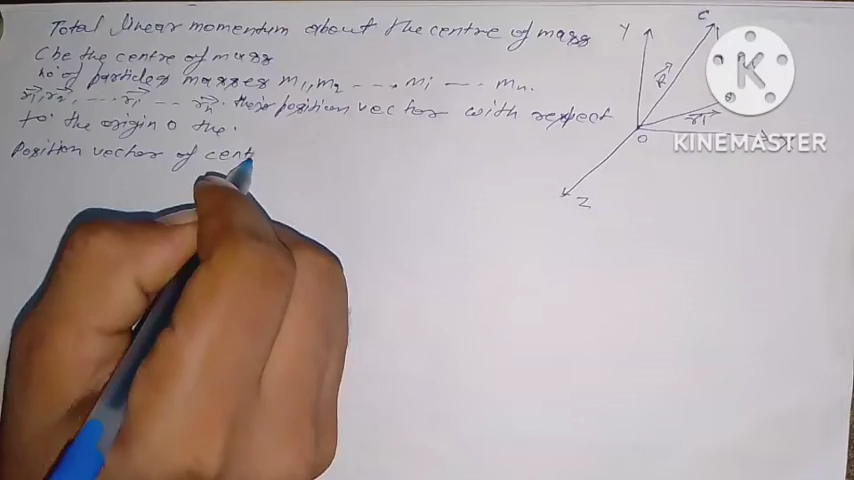 Total linear momentum about the centre of mass
C be the centre of mass
no of particles masses m1, m2 ---- mi ---- mn.
r1, r2, ---- ri --- rn. their position vector with respect
to the origin O the.
Position vector of cent
Y
C
R
ri
O
Z
K
KINEMASTER